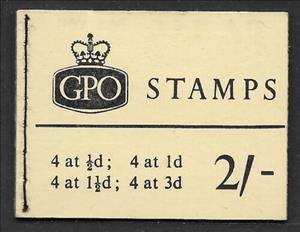 GPO STAMPS
4 at ½d; 4 at 1d
4 at 1½d; 4 at 3d 2/-